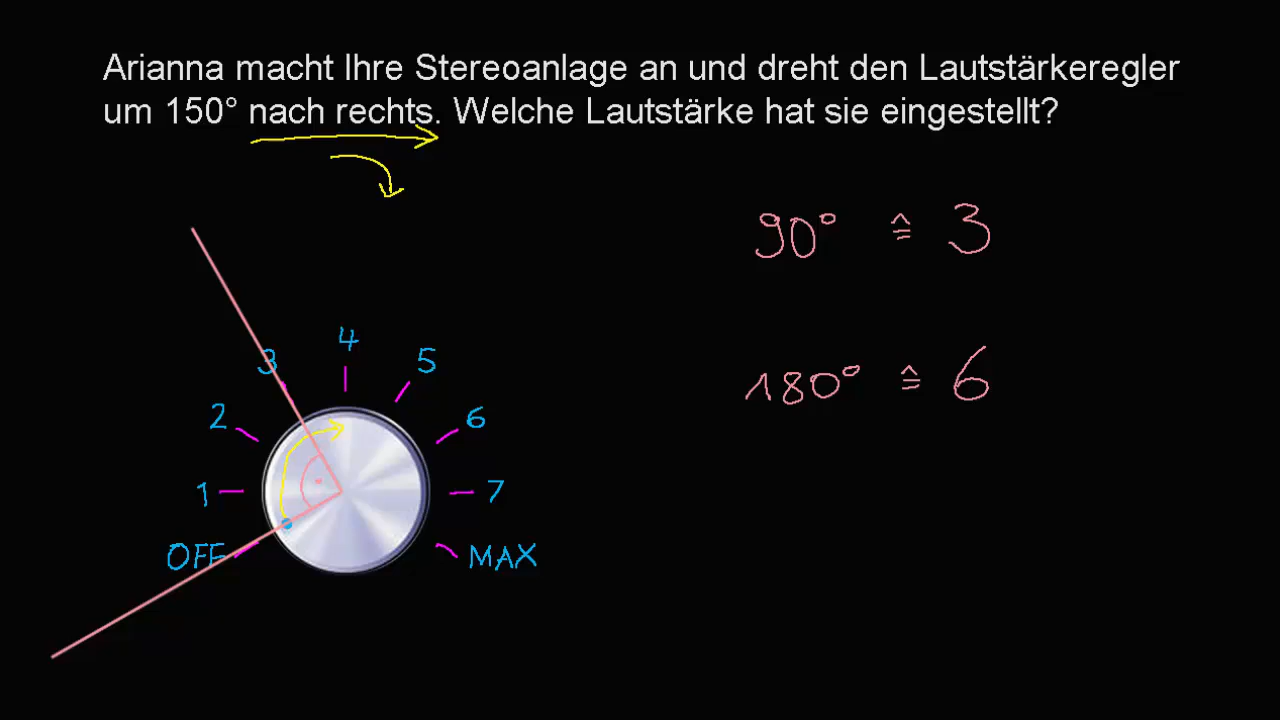 Arianna macht Ihre Stereoanlage an und dreht den Lautstärkeregler
um 150° nach rechts. Welche Lautstärke hat sie eingestellt?
90° ≙ 3
180° ≙ 6
4
3
5
2
6
1
7
OFF
MAX